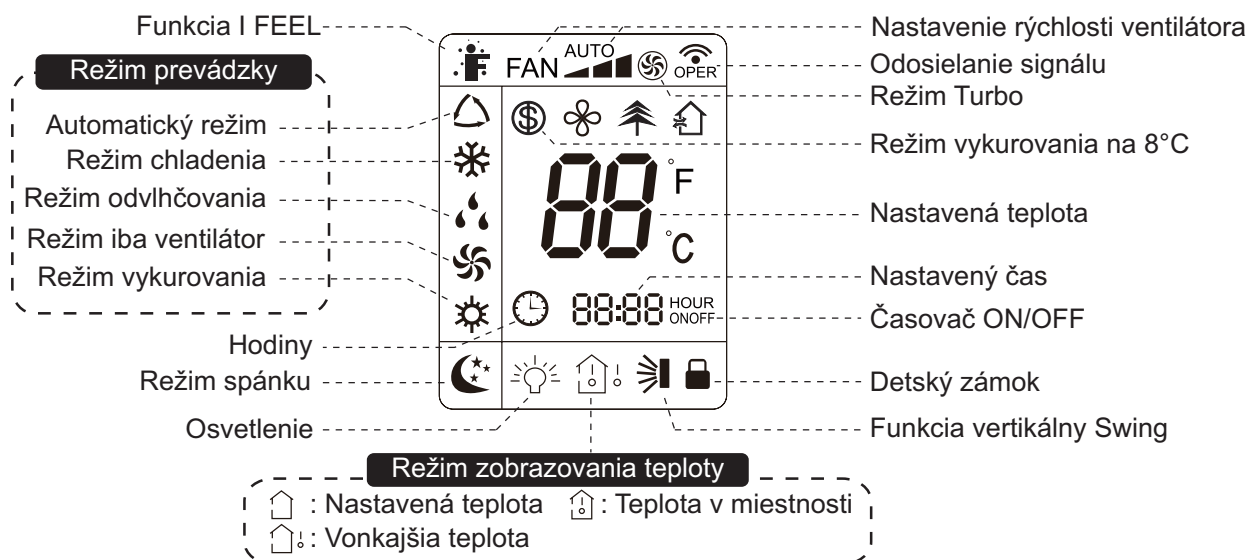 Funkcia I FEEL
Režim prevádzky
Automatický režim
Režim chladenia
Režim odvlhčovania
Režim iba ventilátor
Režim vykurovania
Hodiny
Režim spánku
Osvetlenie
AUTO
FAN
OPER
°F
88
°C
88:88 HOUR
ONOFF
Nastavenie rýchlosti ventilátora
Odosielanie signálu
Režim Turbo
Režim vykurovania na 8°C
Nastavená teplota
Nastavený čas
Časovač ON/OFF
Detský zámok
Funkcia vertikálny Swing
Režim zobrazovania teploty
: Nastavená teplota : Teplota v miestnosti
: Vonkajšia teplota